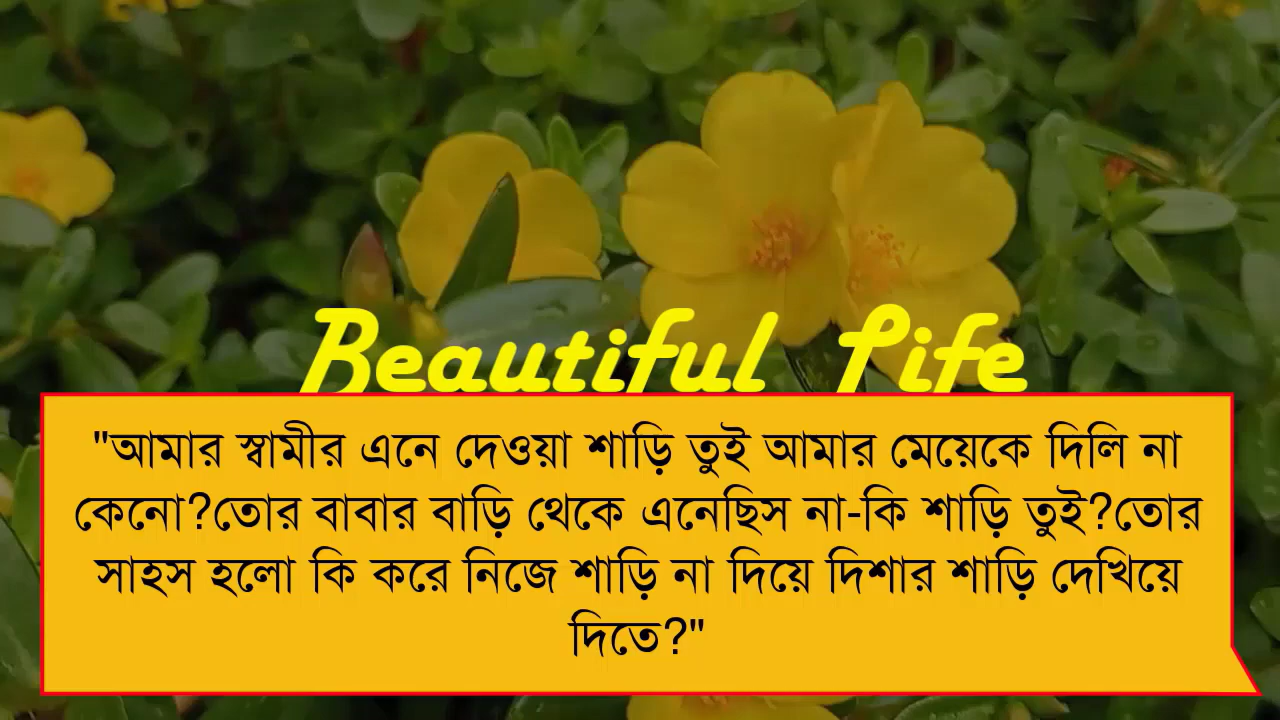 Beautiful Life
"আমার স্বামীর এনে দেওয়া শাড়ি তুই আমার মেয়েকে দিলি না
কেনো?তোর বাবার বাড়ি থেকে এনেছিস না-কি শাড়ি তুই?তোর
সাহস হলো কি করে নিজে শাড়ি না দিয়ে দিশার শাড়ি দেখিয়ে
দিতে?"